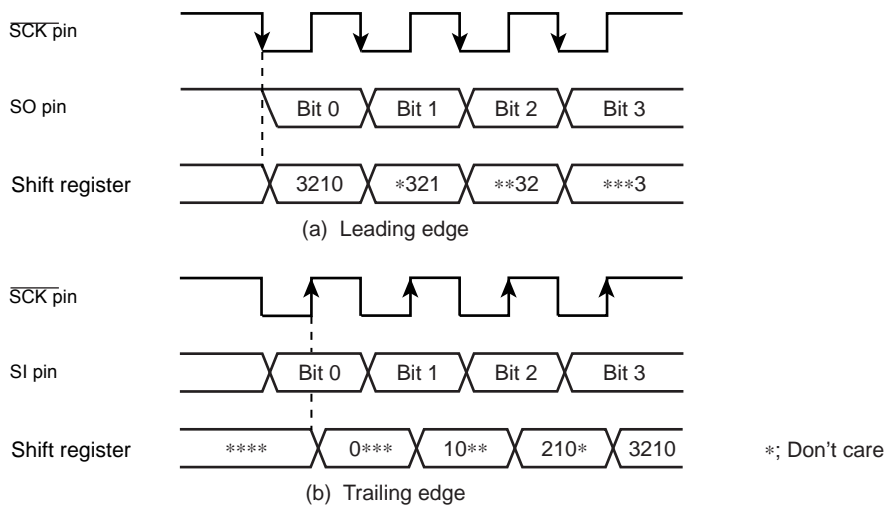 SCK pin
SO pin Bit 0 Bit 1 Bit 2 Bit 3
Shift register 3210 *321 **32 ***3
(a) Leading edge
SCK pin
SI pin Bit 0 Bit 1 Bit 2 Bit 3
Shift register **** 0*** 10** 210* 3210 *; Don't care
(b) Trailing edge